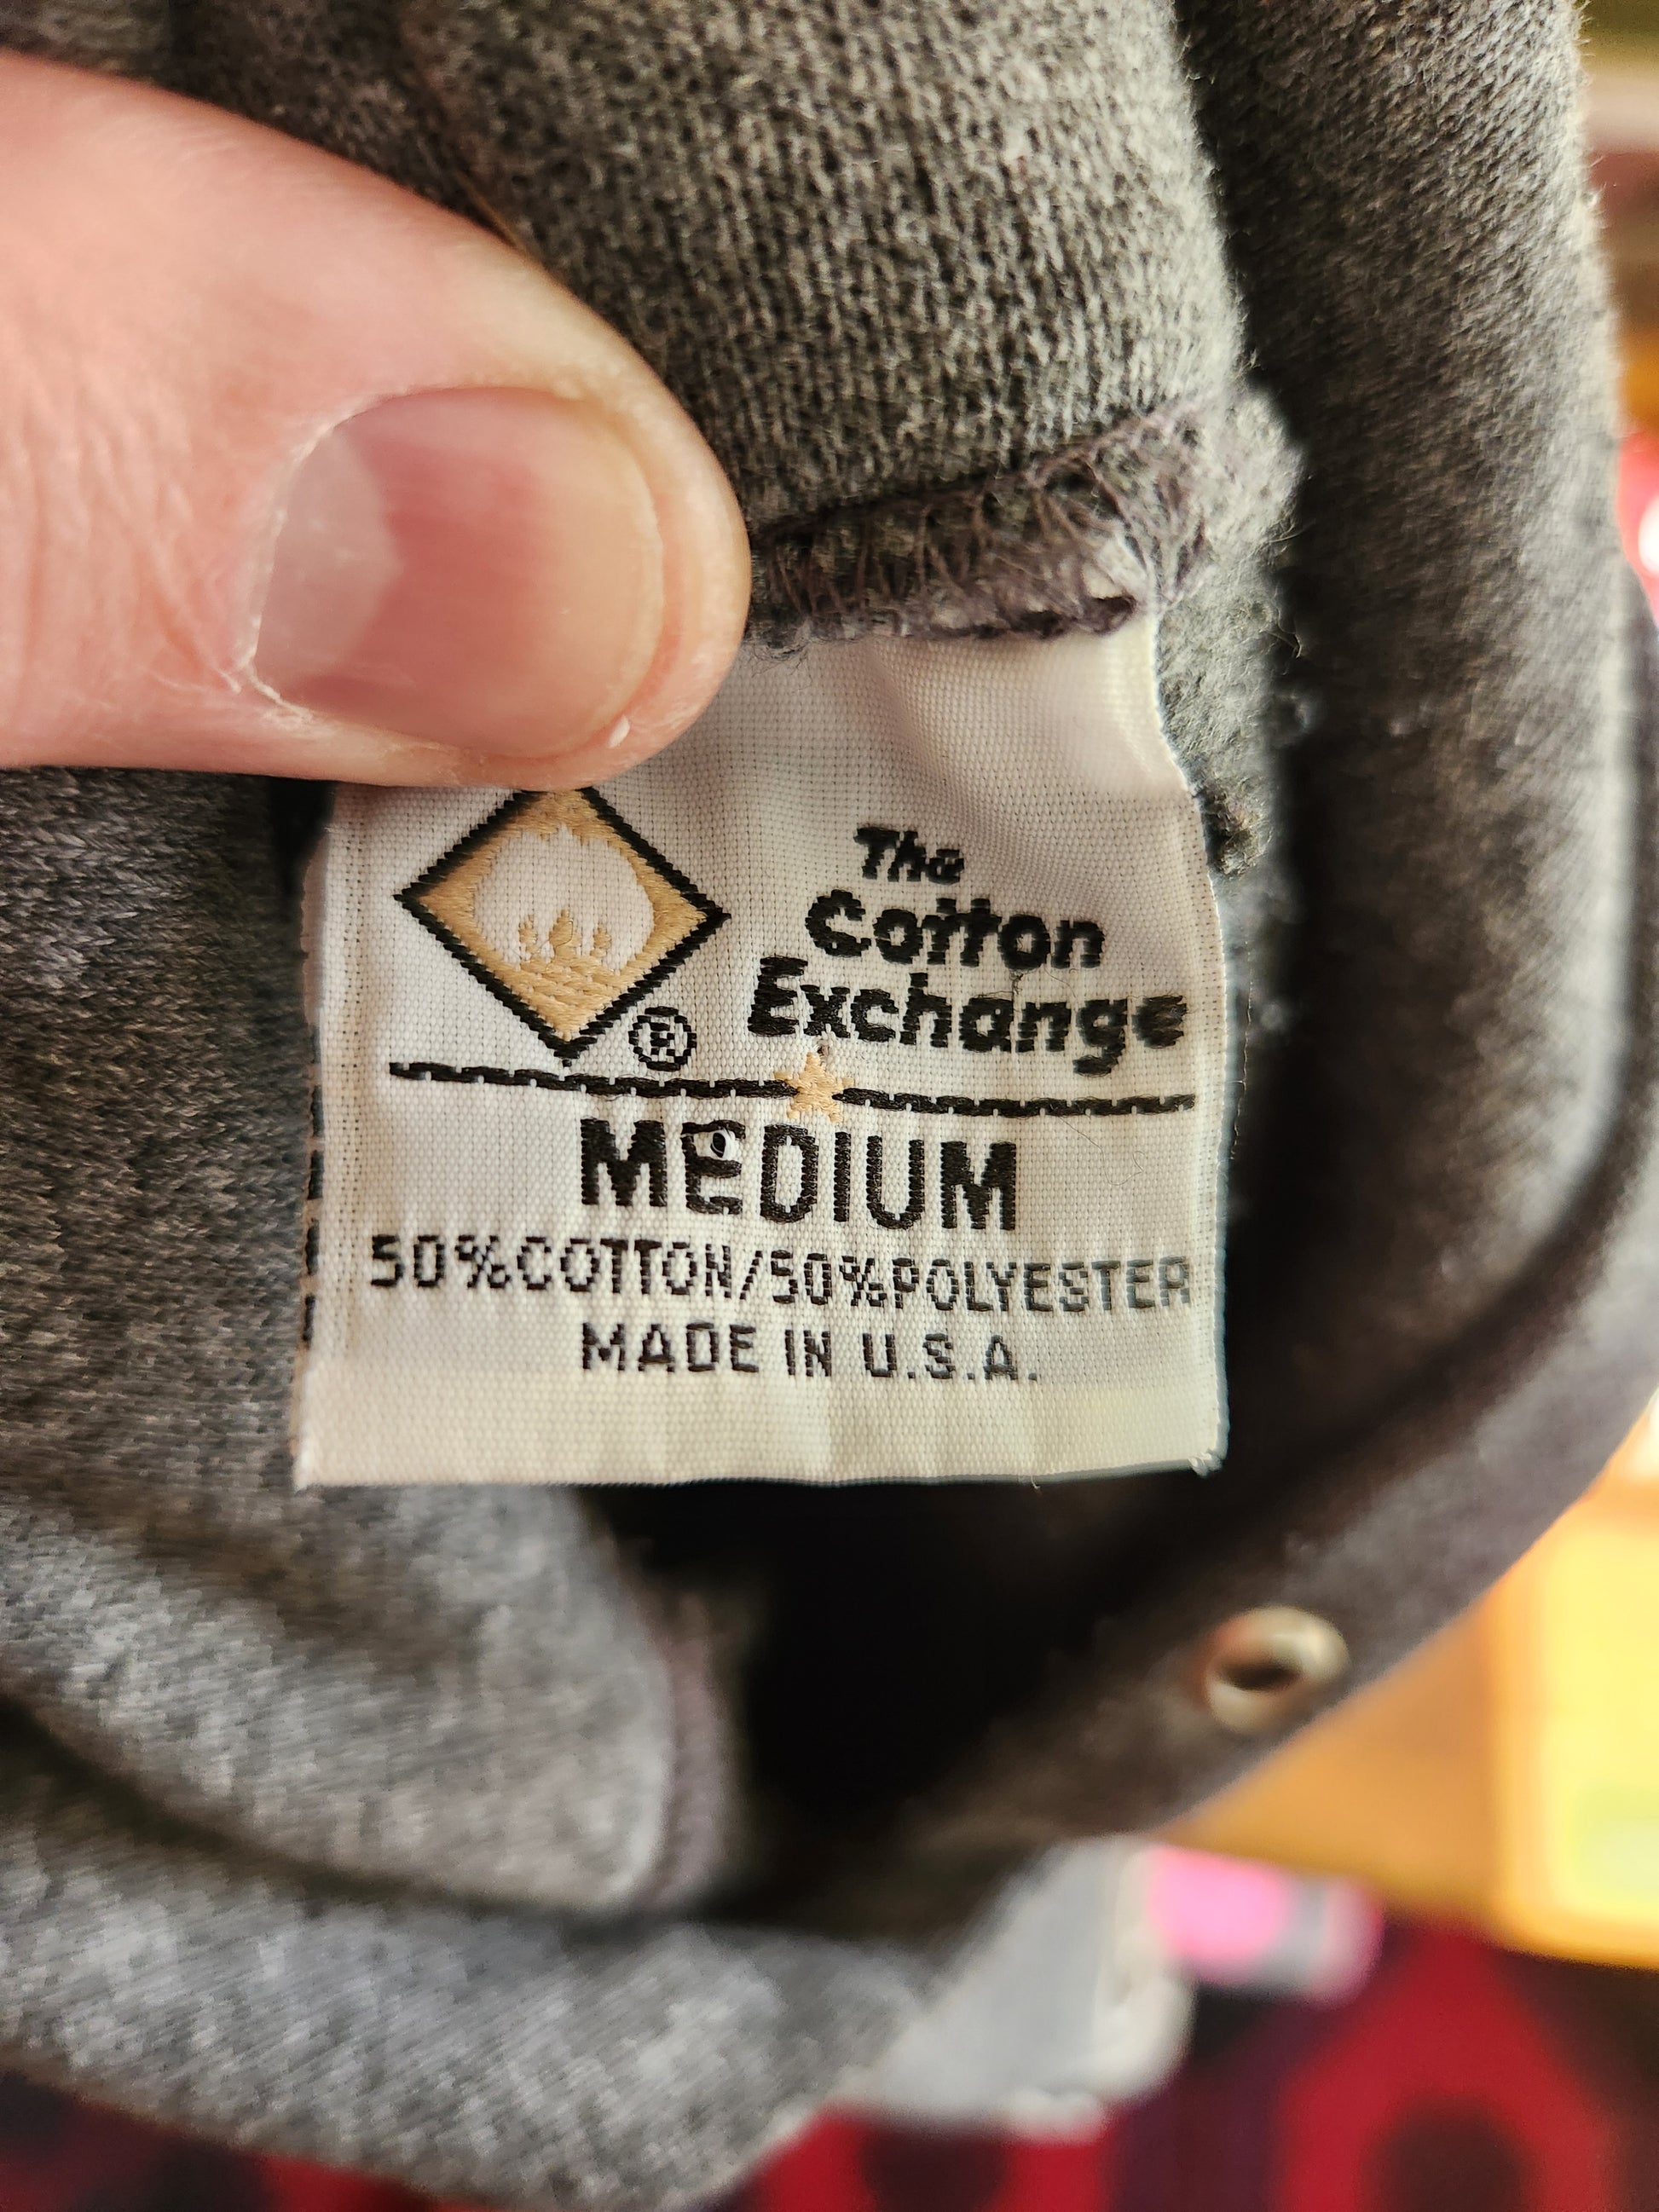 The
Cotton
Exchange
®
MEDIUM
50%COTTON/50%POLYESTER
MADE IN U.S.A.